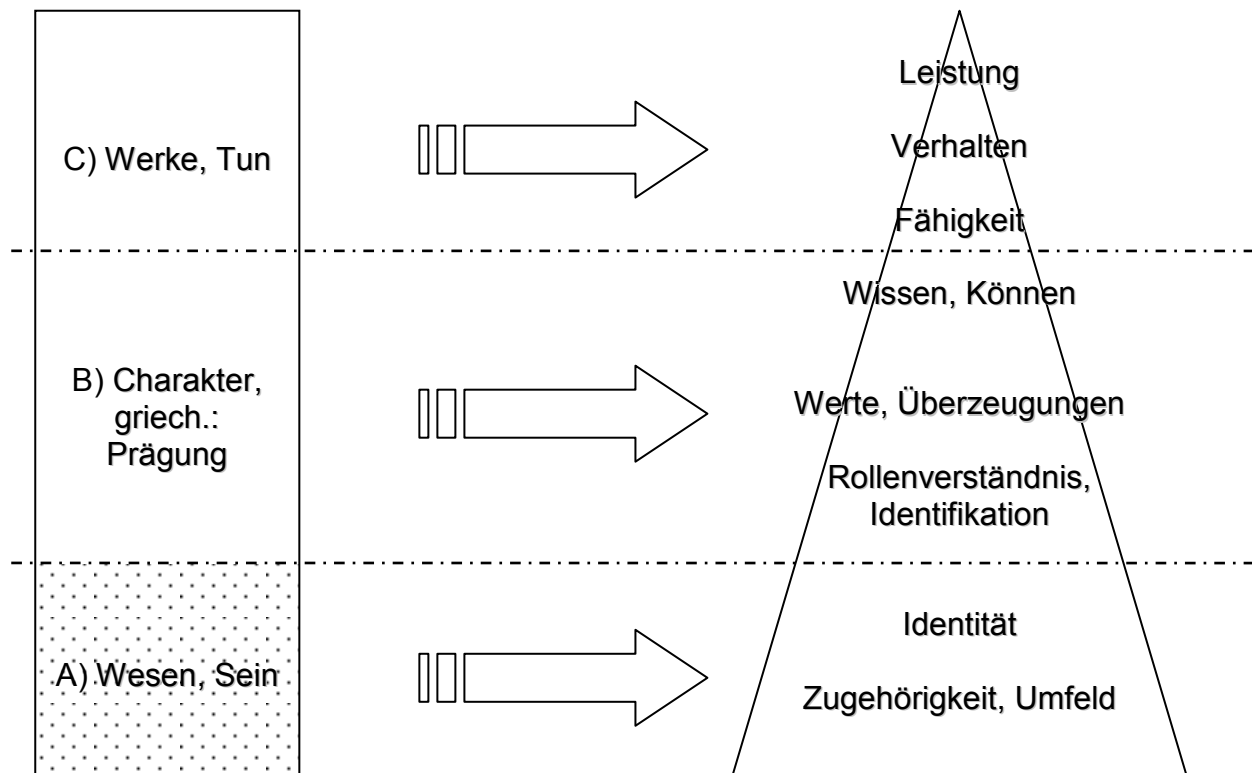 Leistung
C) Werke, Tun
Verhalten
Fähigkeit
Wissen, Können
B) Charakter,
griech.:
Prägung
Werte, Überzeugungen
Rollenverständnis,
Identifikation
A) Wesen, Sein
Identität
Zugehörigkeit, Umfeld